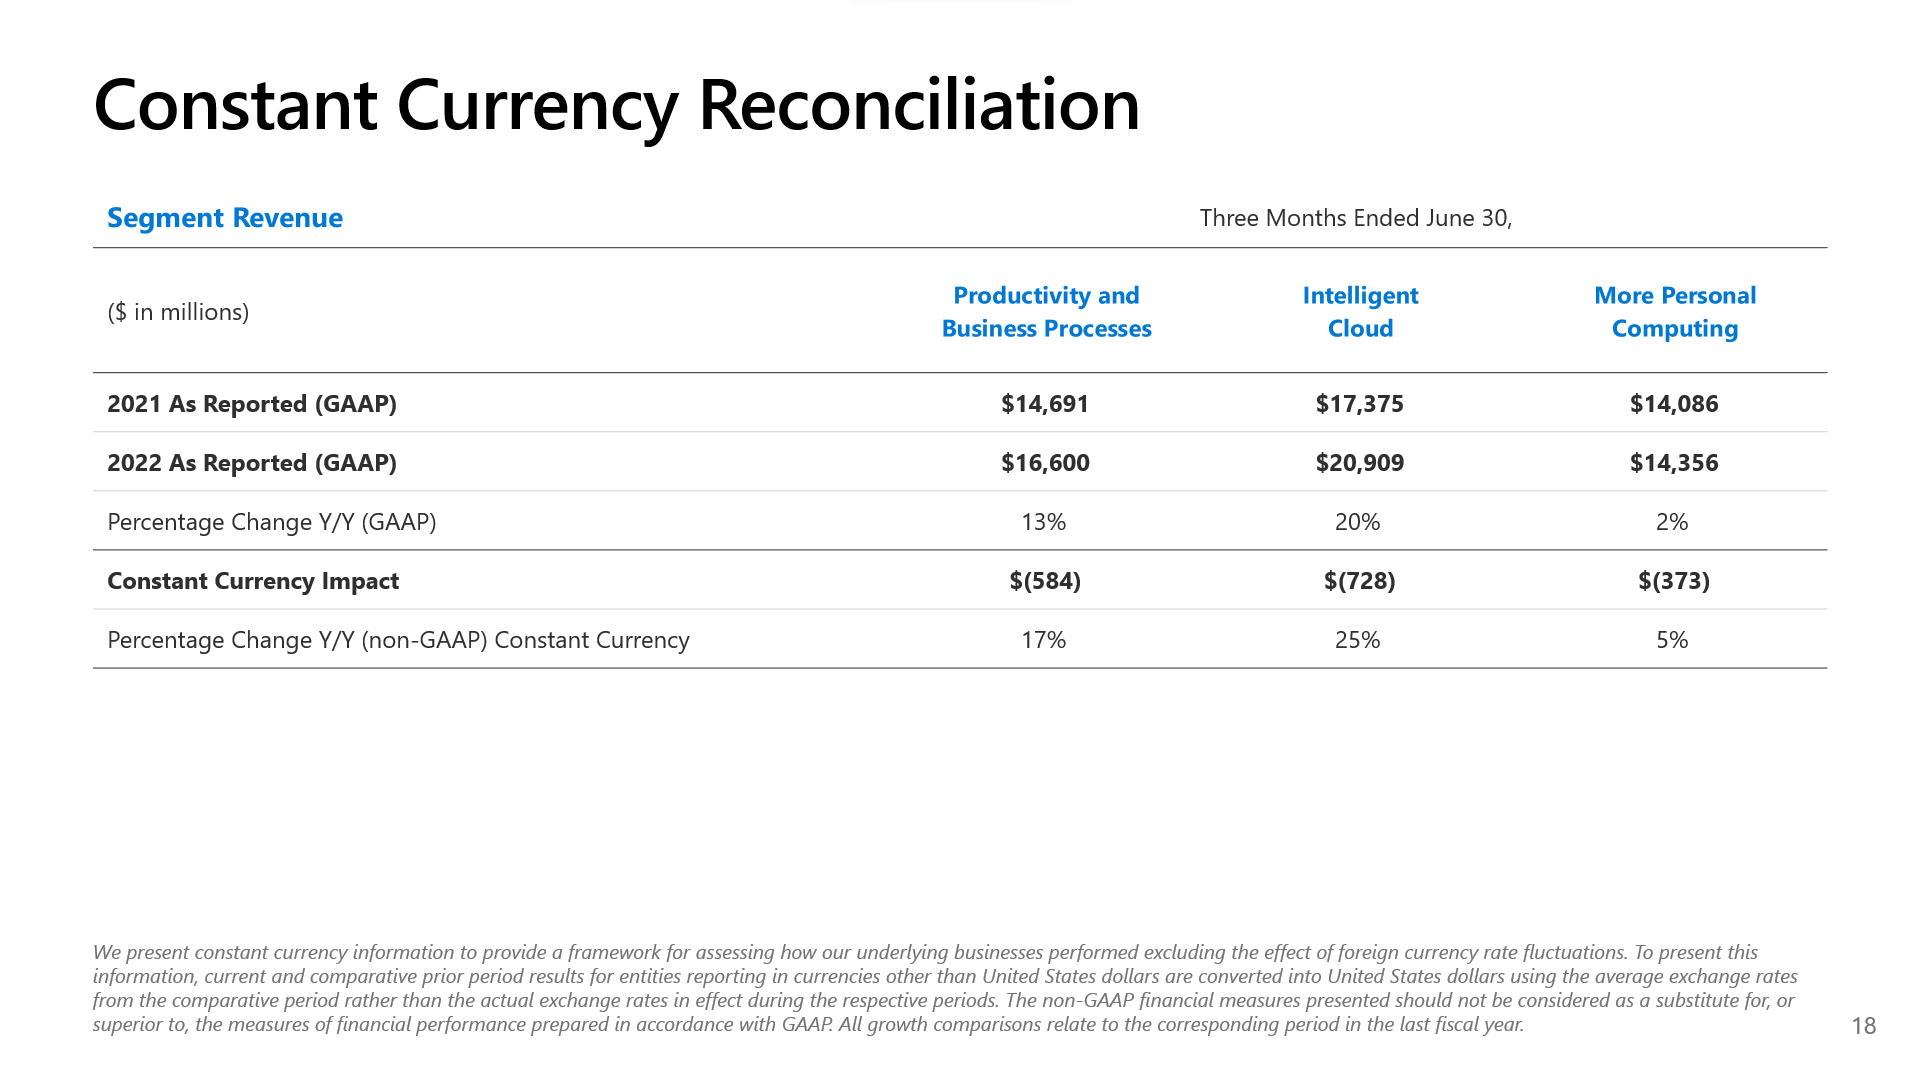 Constant Currency Reconciliation
Segment Revenue Three Months Ended June 30,
($ in millions) Productivity and Business Processes Intelligent Cloud More Personal Computing
2021 As Reported (GAAP) $14,691 $17,375 $14,086
2022 As Reported (GAAP) $16,600 $20,909 $14,356
Percentage Change Y/Y (GAAP) 13% 20% 2%
Constant Currency Impact $(584) $(728) $(373)
Percentage Change Y/Y (non-GAAP) Constant Currency 17% 25% 5%
We present constant currency information to provide a framework for assessing how our underlying businesses performed excluding the effect of foreign currency rate fluctuations. To present this
information, current and comparative prior period results for entities reporting in currencies other than United States dollars are converted into United States dollars using the average exchange rates
from the comparative period rather than the actual exchange rates in effect during the respective periods. The non-GAAP financial measures presented should not be considered as a substitute for, or
superior to, the measures of financial performance prepared in accordance with GAAP. All growth comparisons relate to the corresponding period in the last fiscal year.
18